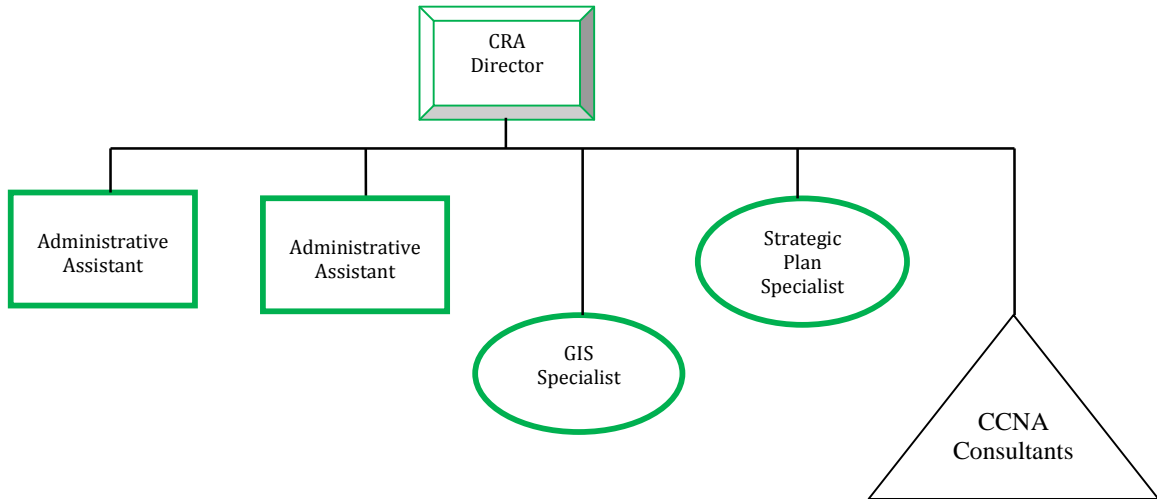 CRA
Director
Administrative
Assistant
Administrative
Assistant
GIS
Specialist
Strategic
Plan
Specialist
CCNA
Consultants